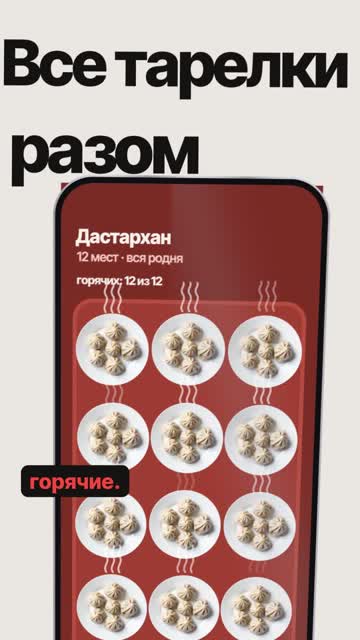 Все тарелки
разом
Дастархан
12 мест · вся родня
горячих: 12 из 12
горячие.